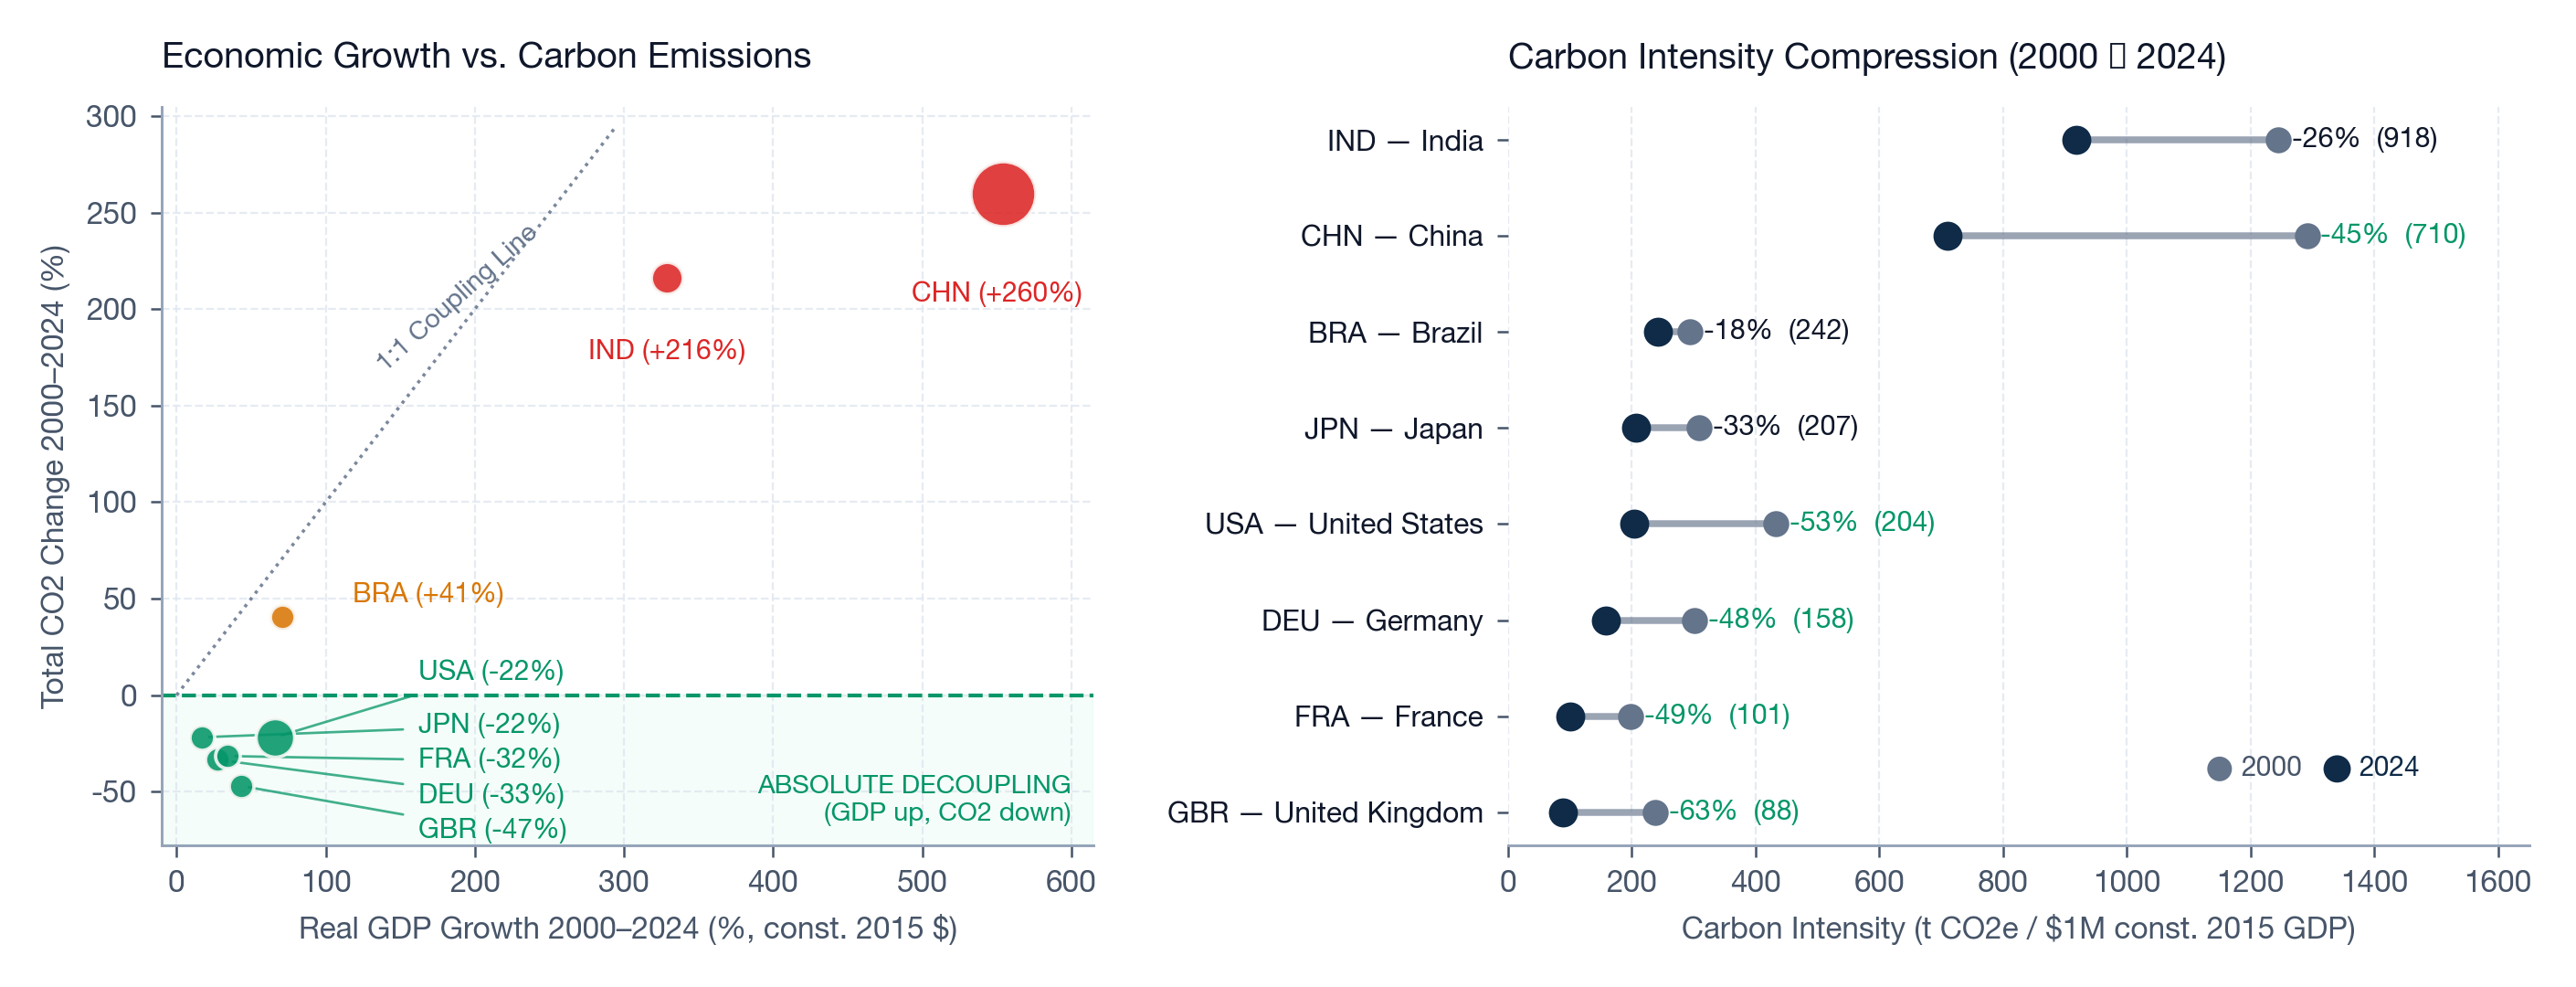 Economic Growth vs. Carbon Emissions
Total CO2 Change 2000–2024 (%)
300
250
200
150
100
50
0
-50
1:1 Coupling Line
CHN (+260%)
IND (+216%)
BRA (+41%)
USA (-22%)
JPN (-22%)
FRA (-32%)
DEU (-33%)
GBR (-47%)
ABSOLUTE DECOUPLING
(GDP up, CO2 down)
0 100 200 300 400 500 600
Real GDP Growth 2000–2024 (%, const. 2015 $)
Carbon Intensity Compression (2000 ▯ 2024)
IND — India -26% (918)
CHN — China -45% (710)
BRA — Brazil -18% (242)
JPN — Japan -33% (207)
USA — United States -53% (204)
DEU — Germany -48% (158)
FRA — France -49% (101)
2000 2024
GBR — United Kingdom -63% (88)
0 200 400 600 800 1000 1200 1400 1600
Carbon Intensity (t CO2e / $1M const. 2015 GDP)